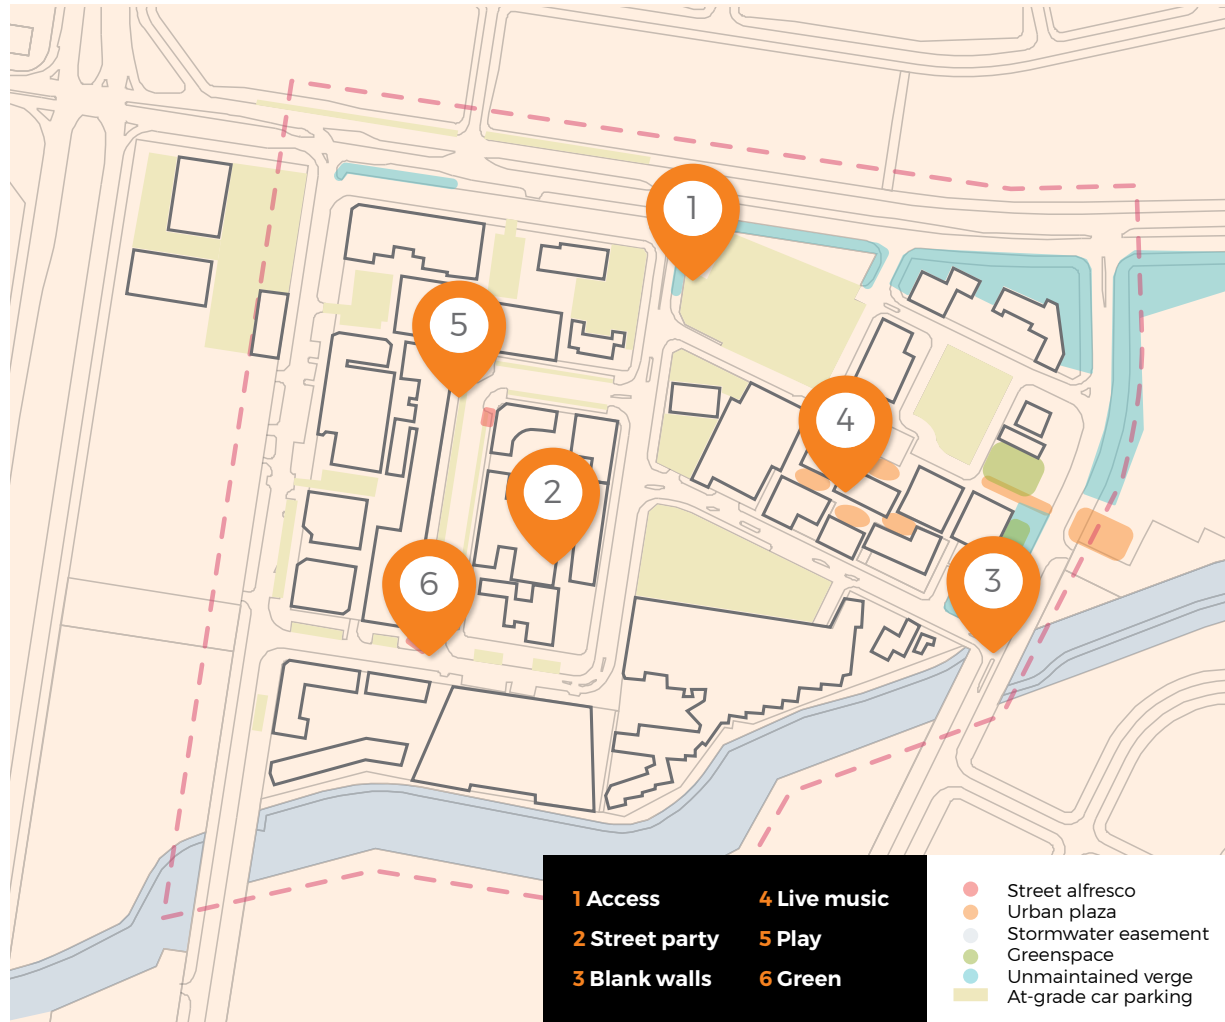 1
5
4
2
3
6
1 Access
2 Street party
3 Blank walls
4 Live music
5 Play
6 Green
Street alfresco
Urban plaza
Stormwater easement
Greenspace
Unmaintained verge
At-grade car parking